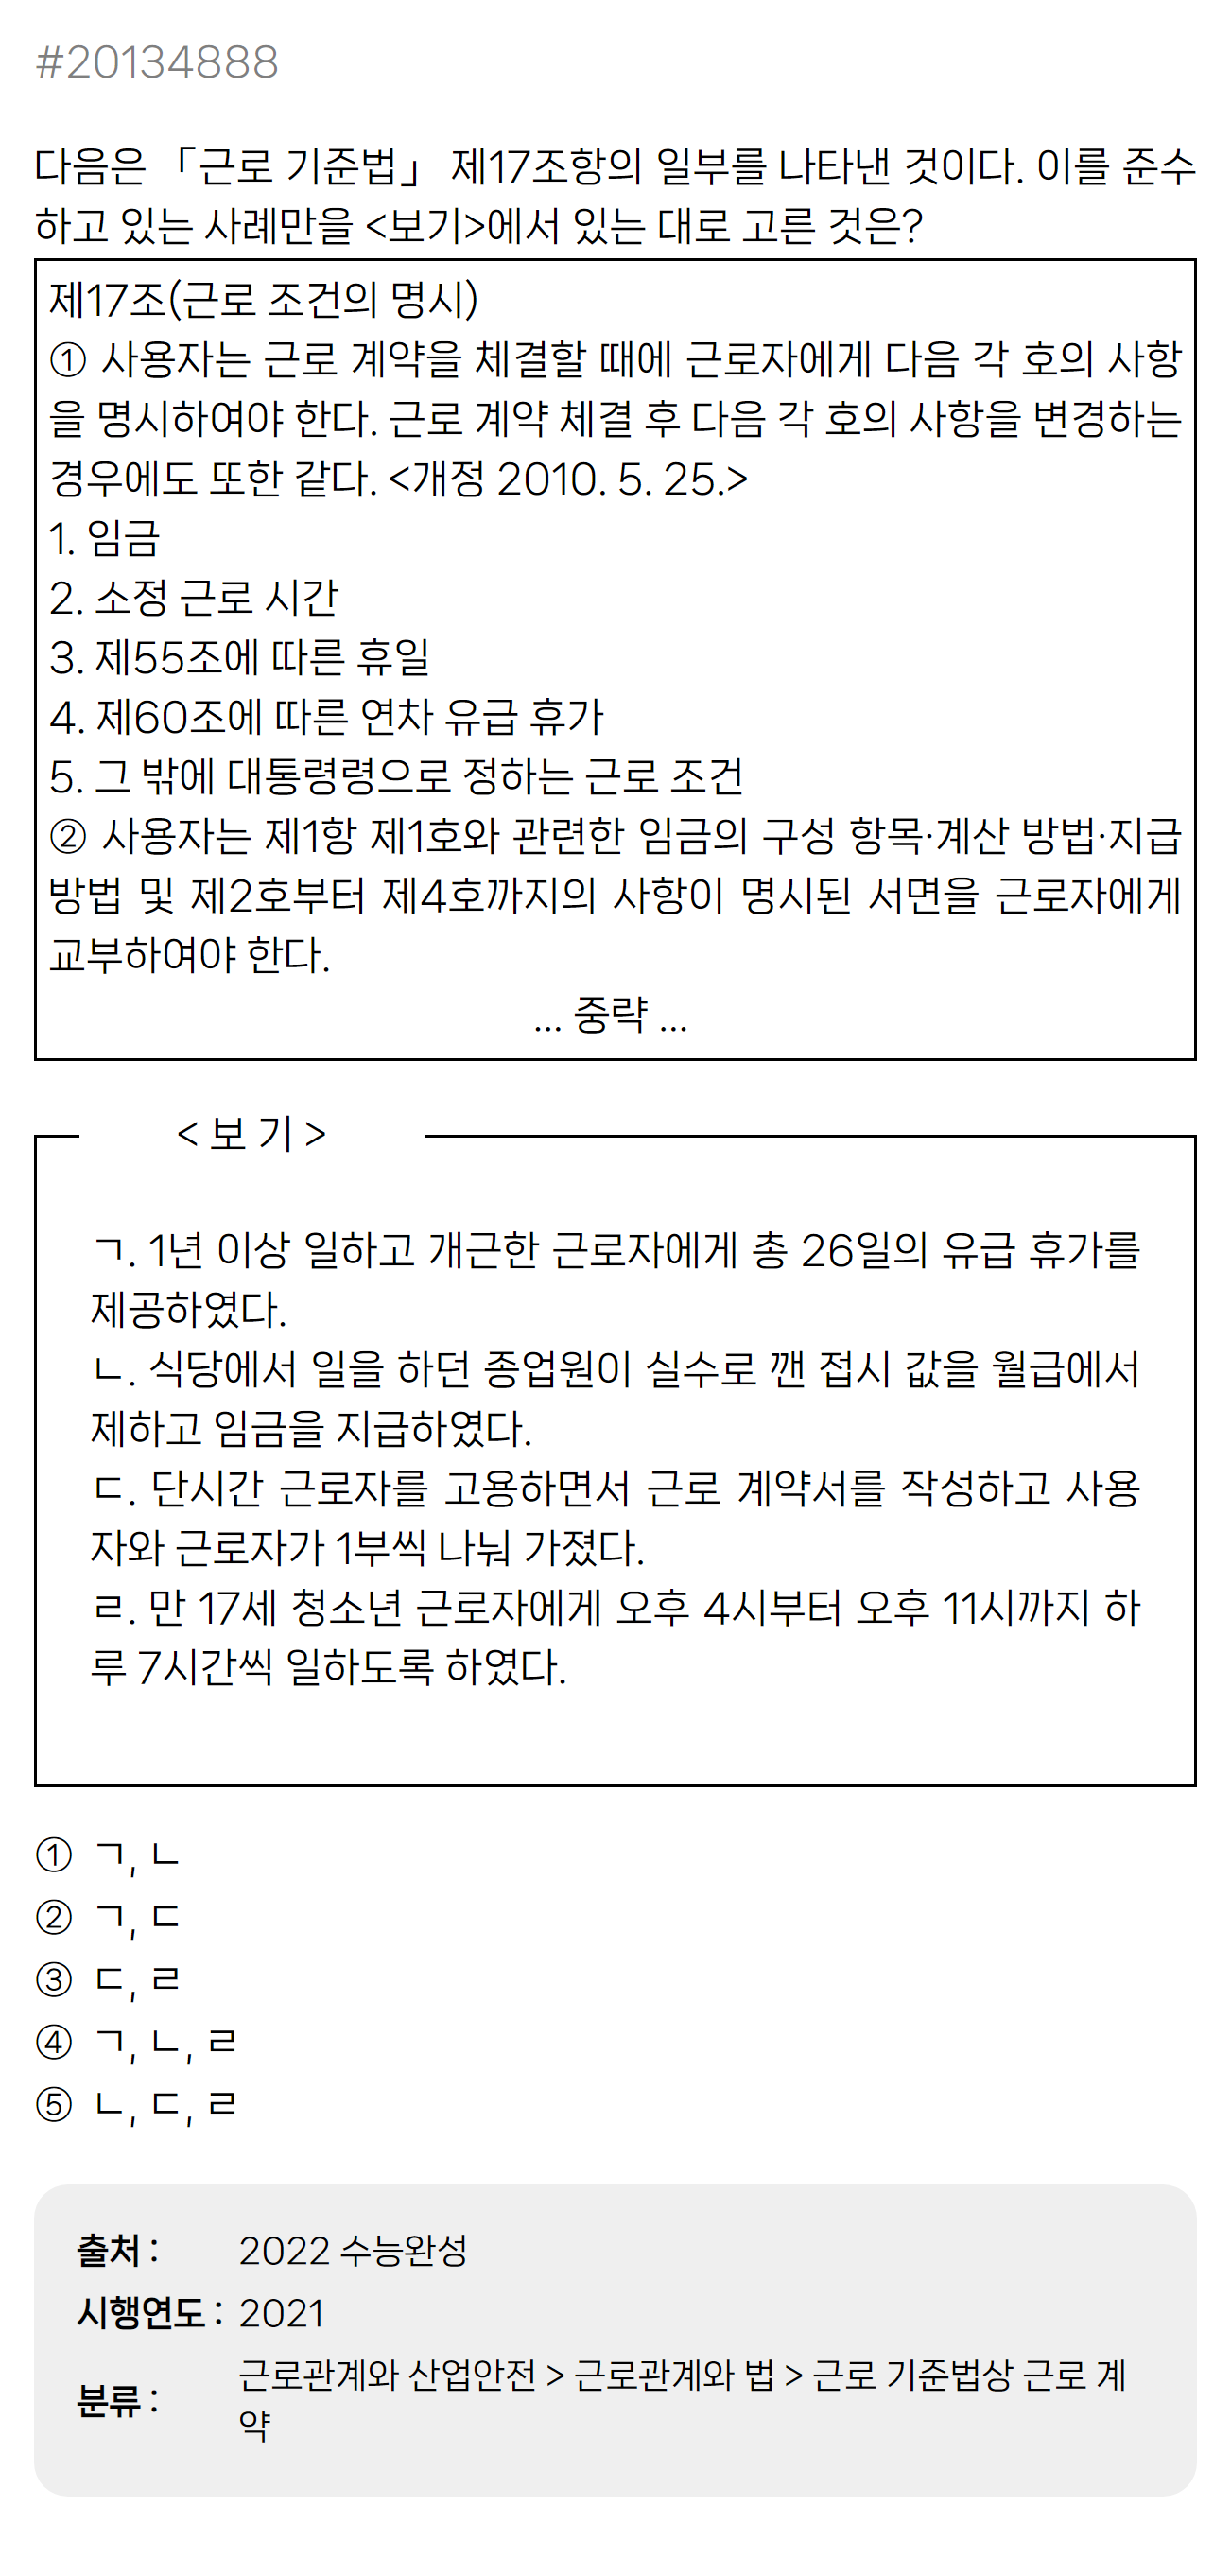 #20134888
다음은 「근로 기준법」 제17조항의 일부를 나타낸 것이다. 이를 준수
하고 있는 사례만을 <보기>에서 있는 대로 고른 것은?
제17조(근로 조건의 명시)
① 사용자는 근로 계약을 체결할 때에 근로자에게 다음 각 호의 사항
을 명시하여야 한다. 근로 계약 체결 후 다음 각 호의 사항을 변경하는
경우에도 또한 같다. <개정 2010. 5. 25.>
1. 임금
2. 소정 근로 시간
3. 제55조에 따른 휴일
4. 제60조에 따른 연차 유급 휴가
5. 그 밖에 대통령령으로 정하는 근로 조건
② 사용자는 제1항 제1호와 관련한 임금의 구성 항목·계산 방법·지급
방법 및 제2호부터 제4호까지의 사항이 명시된 서면을 근로자에게
교부하여야 한다.
... 중략 ...
< 보 기 >
ㄱ. 1년 이상 일하고 개근한 근로자에게 총 26일의 유급 휴가를
제공하였다.
ㄴ. 식당에서 일을 하던 종업원이 실수로 깬 접시 값을 월급에서
제하고 임금을 지급하였다.
ㄷ. 단시간 근로자를 고용하면서 근로 계약서를 작성하고 사용
자와 근로자가 1부씩 나눠 가졌다.
ㄹ. 만 17세 청소년 근로자에게 오후 4시부터 오후 11시까지 하
루 7시간씩 일하도록 하였다.
① ㄱ, ㄴ
② ㄱ, ㄷ
③ ㄷ, ㄹ
④ ㄱ, ㄴ, ㄹ
⑤ ㄴ, ㄷ, ㄹ
출처 : 2022 수능완성
시행연도 : 2021
분류 : 근로관계와 산업안전 > 근로관계와 법 > 근로 기준법상 근로 계
약